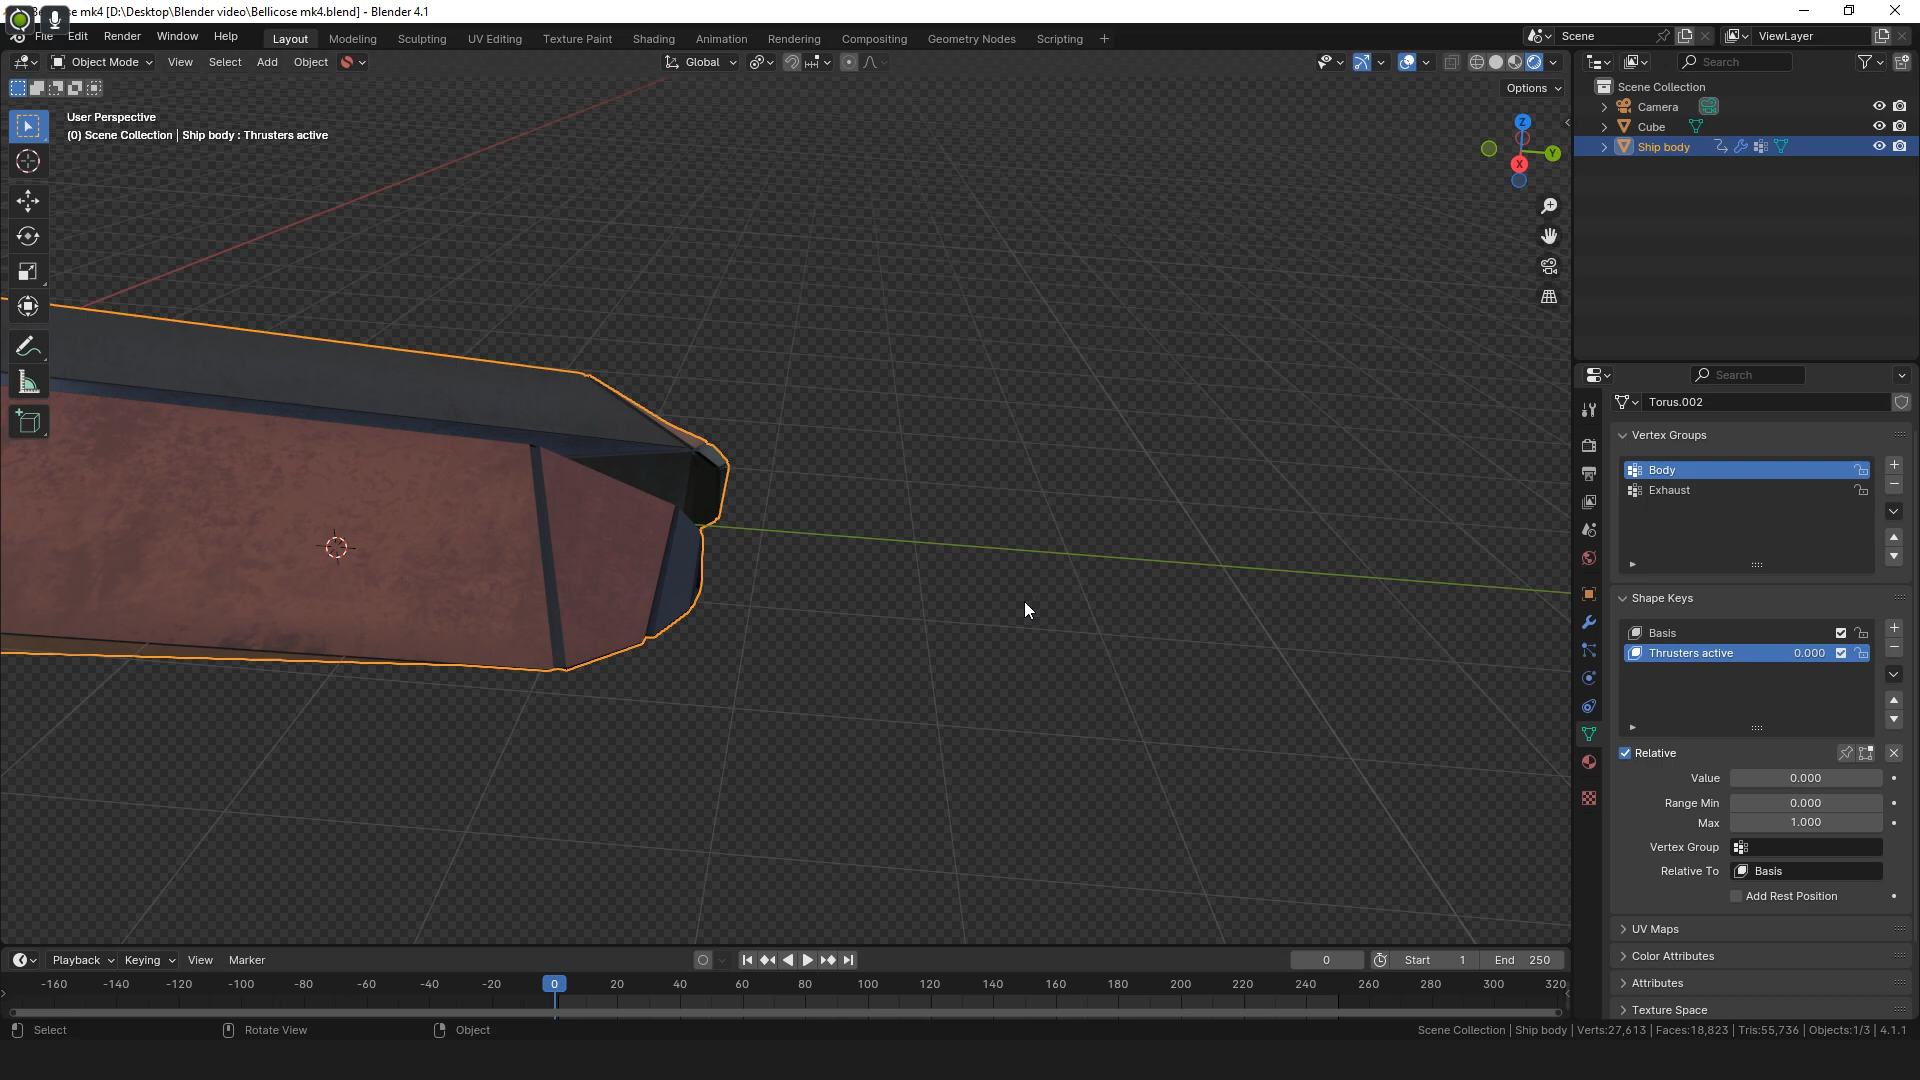 se mk4 [D:\Desktop\Blender video\Bellicose mk4.blend] - Blender 4.1
File Edit Render Window Help
Layout Modeling Sculpting UV Editing Texture Paint Shading Animation Rendering Compositing Geometry Nodes Scripting +
Scene
ViewLayer
Object Mode View Select Add Object
Global
Search
Options
User Perspective
(0) Scene Collection | Ship body : Thrusters active
Z
Y
X
Scene Collection
Camera
Cube
Ship body
Search
Torus.002
Vertex Groups
Body
Exhaust
Shape Keys
Basis
Thrusters active 0.000
Relative
Value 0.000
Range Min 0.000
Max 1.000
Vertex Group
Relative To Basis
Add Rest Position
UV Maps
Color Attributes
Attributes
Texture Space
Playback Keying View Marker
0 Start 1 End 250
-160 -140 -120 -100 -80 -60 -40 -20 0 20 40 60 80 100 120 140 160 180 200 220 240 260 280 300 320
Select Rotate View Object
Scene Collection | Ship body | Verts:27,613 | Faces:18,823 | Tris:55,736 | Objects:1/3 | 4.1.1